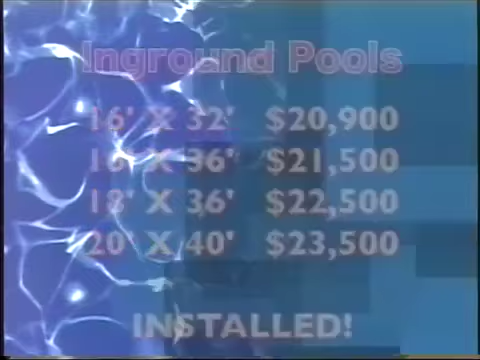 Inground Pools
16' X 32' $20,900
16' X 36' $21,500
18' X 36' $22,500
20' X 40' $23,500
INSTALLED!